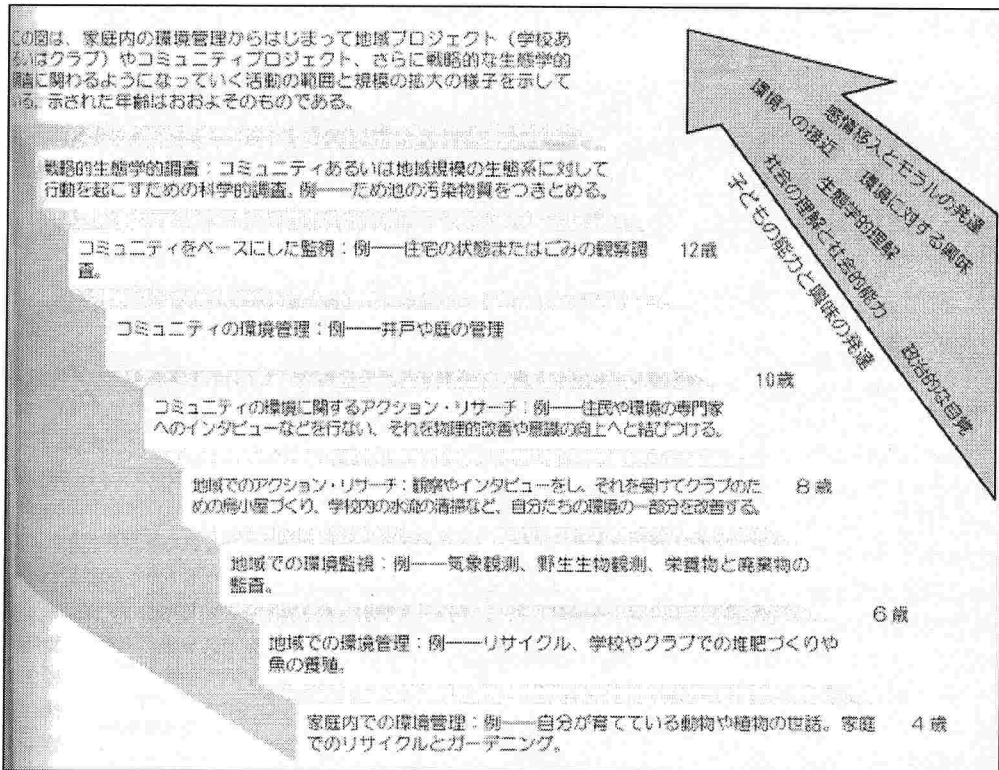 この図は、家庭内の環境管理からはじまって地域プロジェクト（学校あ
るいはクラブ）やコミュニティプロジェクト、さらに戦略的な生態学的
調査に関わるようになっていく活動の範囲と規模の拡大の様子を示して
いる。示された年齢はおおよそのものである。
戦略的生態学的調査：コミュニティあるいは地域規模の生態系に対して
行動を起こすための科学的調査。例——ため池の汚染物質をつきとめる。
コミュニティをベースにした監視：例——住宅の状態またはごみの観察調
査。
12歳
コミュニティの環境管理：例——井戸や庭の管理
10歳
コミュニティの環境に関するアクション・リサーチ：例——住民や環境の専門家
へのインタビューなどを行ない、それを物理的改善や意識の向上へと結びつける。
地域でのアクション・リサーチ：観察やインタビューをし、それを受けてクラブのた
めの鳥小屋づくり、学校内の水流の清掃など、自分たちの環境の一部分を改善する。
8歳
地域での環境監視：例——気象観測、野生生物観測、栄養物と廃棄物の
監査。
6歳
地域での環境管理：例——リサイクル、学校やクラブでの堆肥づくりや
魚の養殖。
家庭内での環境管理：例——自分が育てている動物や植物の世話。家庭
でのリサイクルとガーデニング。
4歳
感情移入とモラルの発達
環境への接近
環境に対する興味
生態学的理解
社会の理解と社会的能力
政治的な自覚
子どもの能力と興味の発達